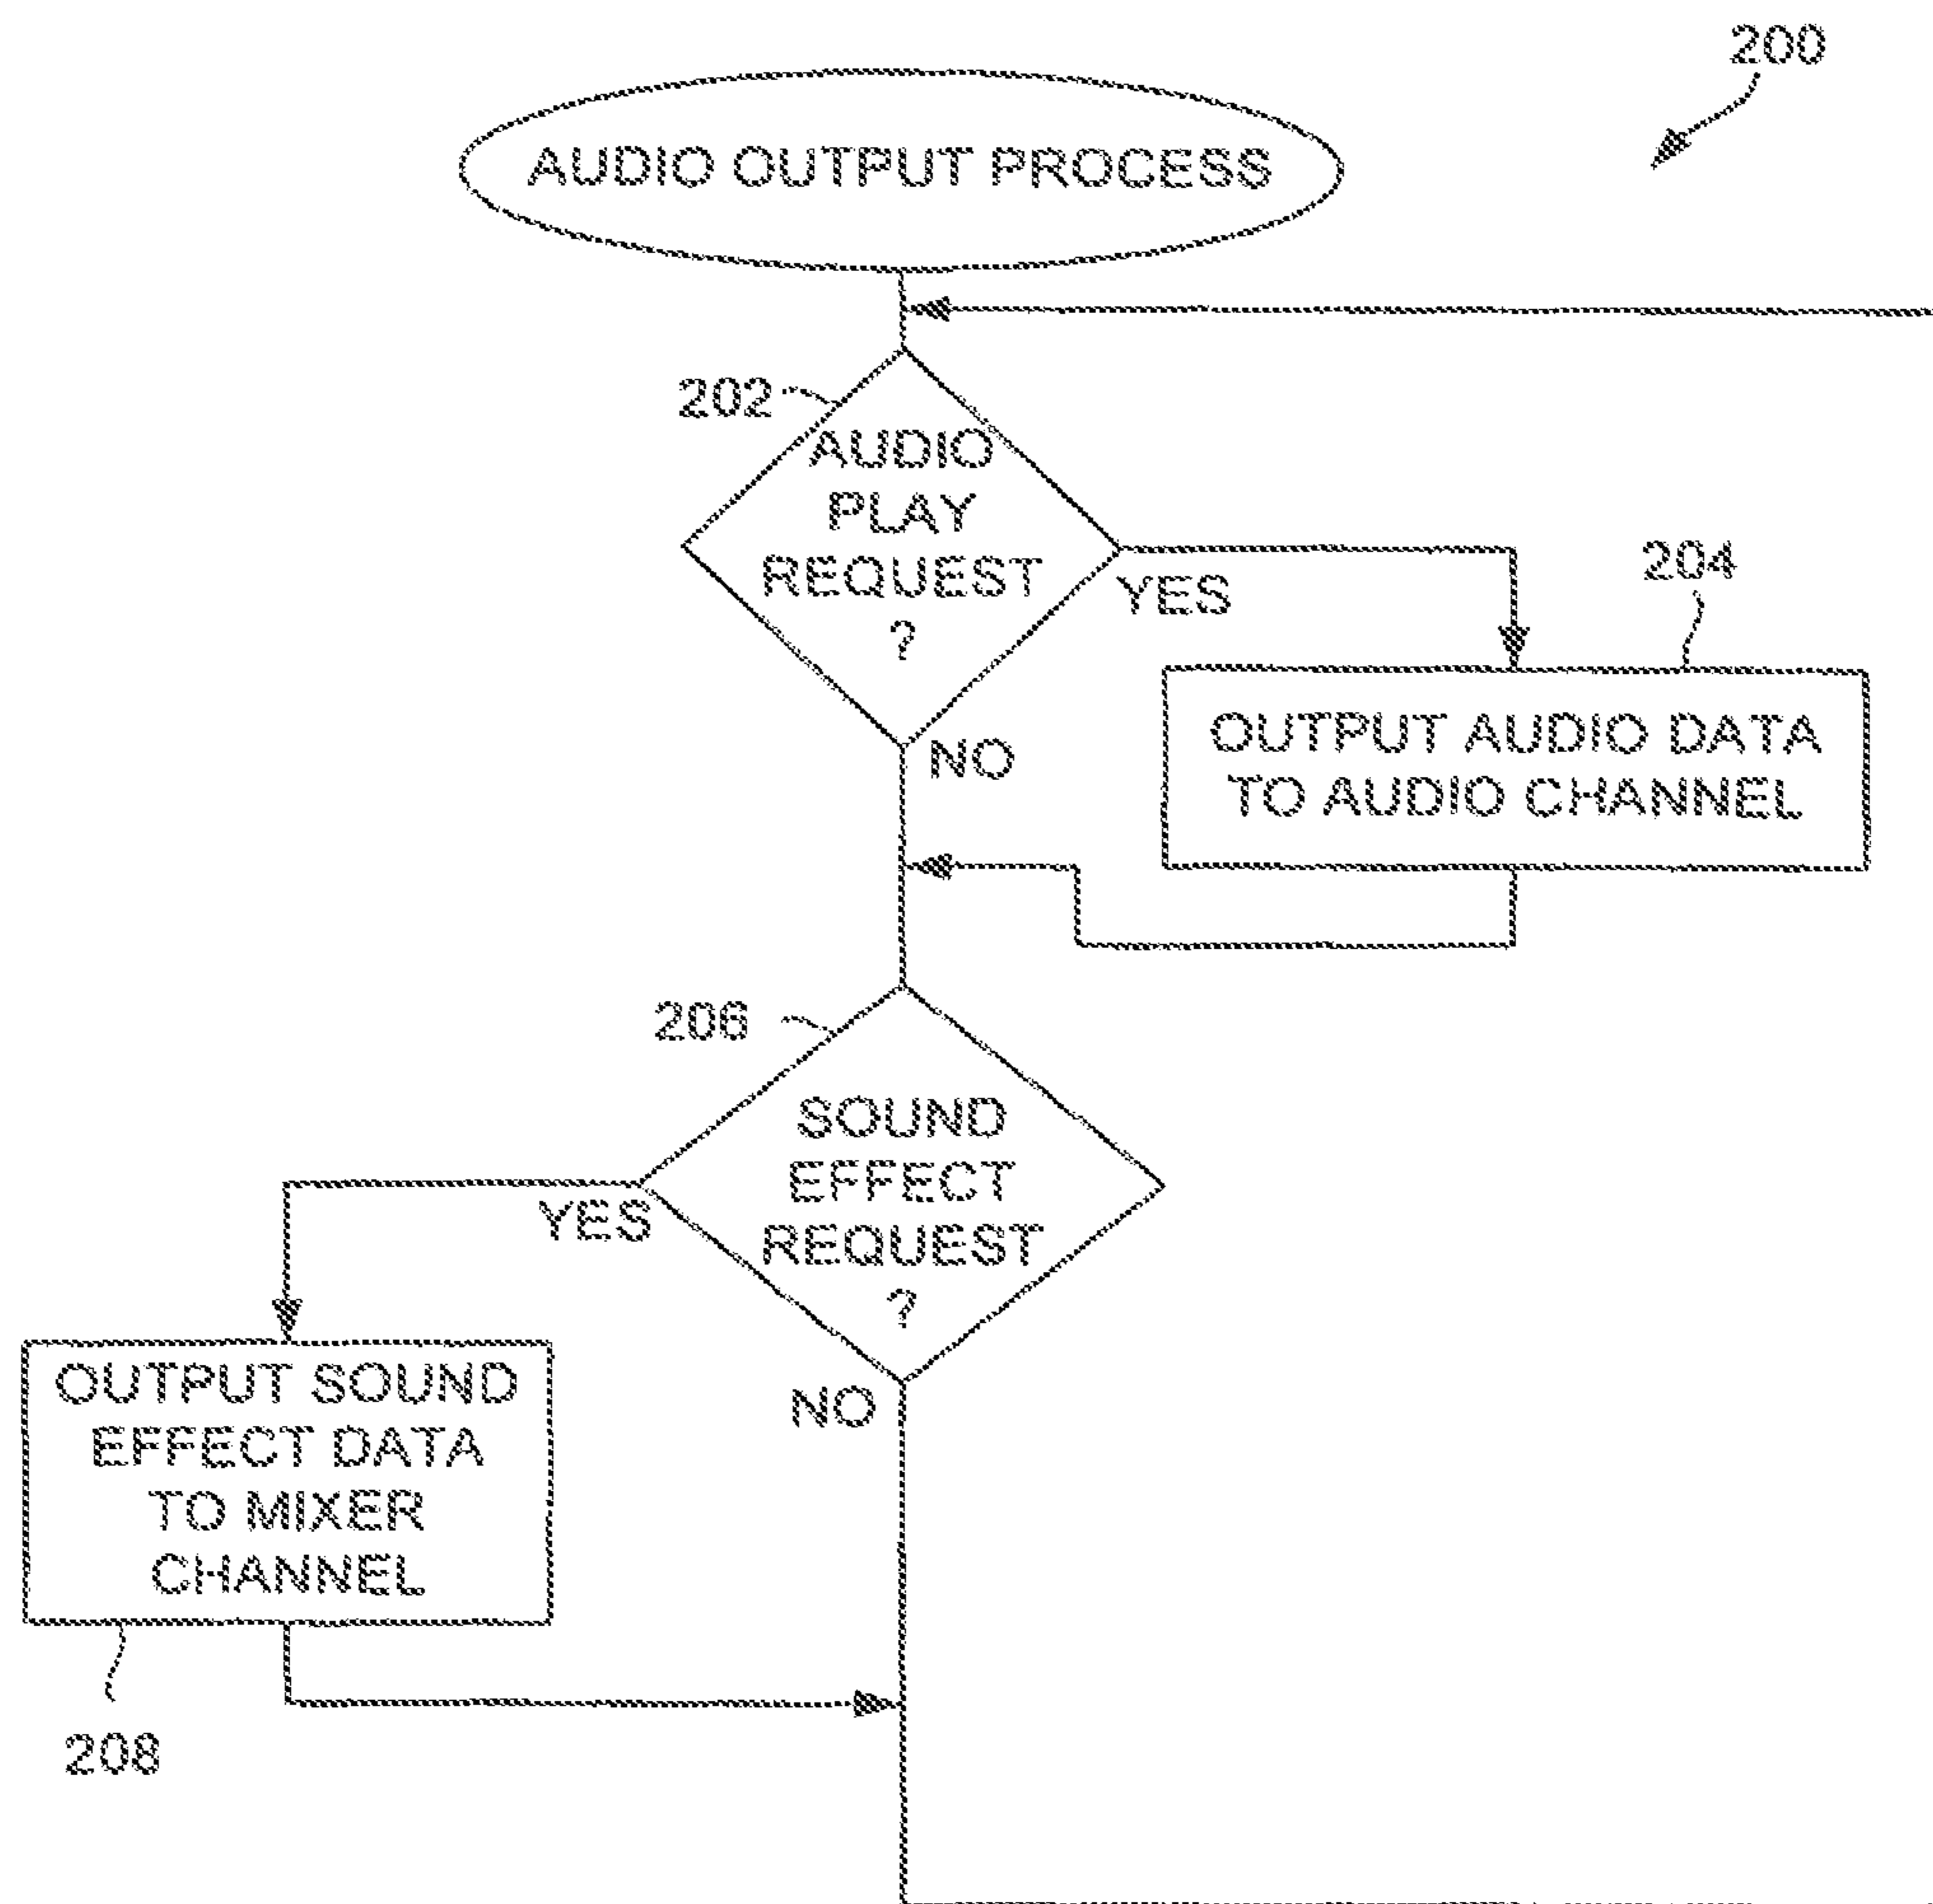 200
AUDIO OUTPUT PROCESS
202
AUDIO
PLAY
REQUEST
?
YES
NO
204
OUTPUT AUDIO DATA
TO AUDIO CHANNEL
206
SOUND
EFFECT
REQUEST
?
YES
NO
OUTPUT SOUND
EFFECT DATA
TO MIXER
CHANNEL
208